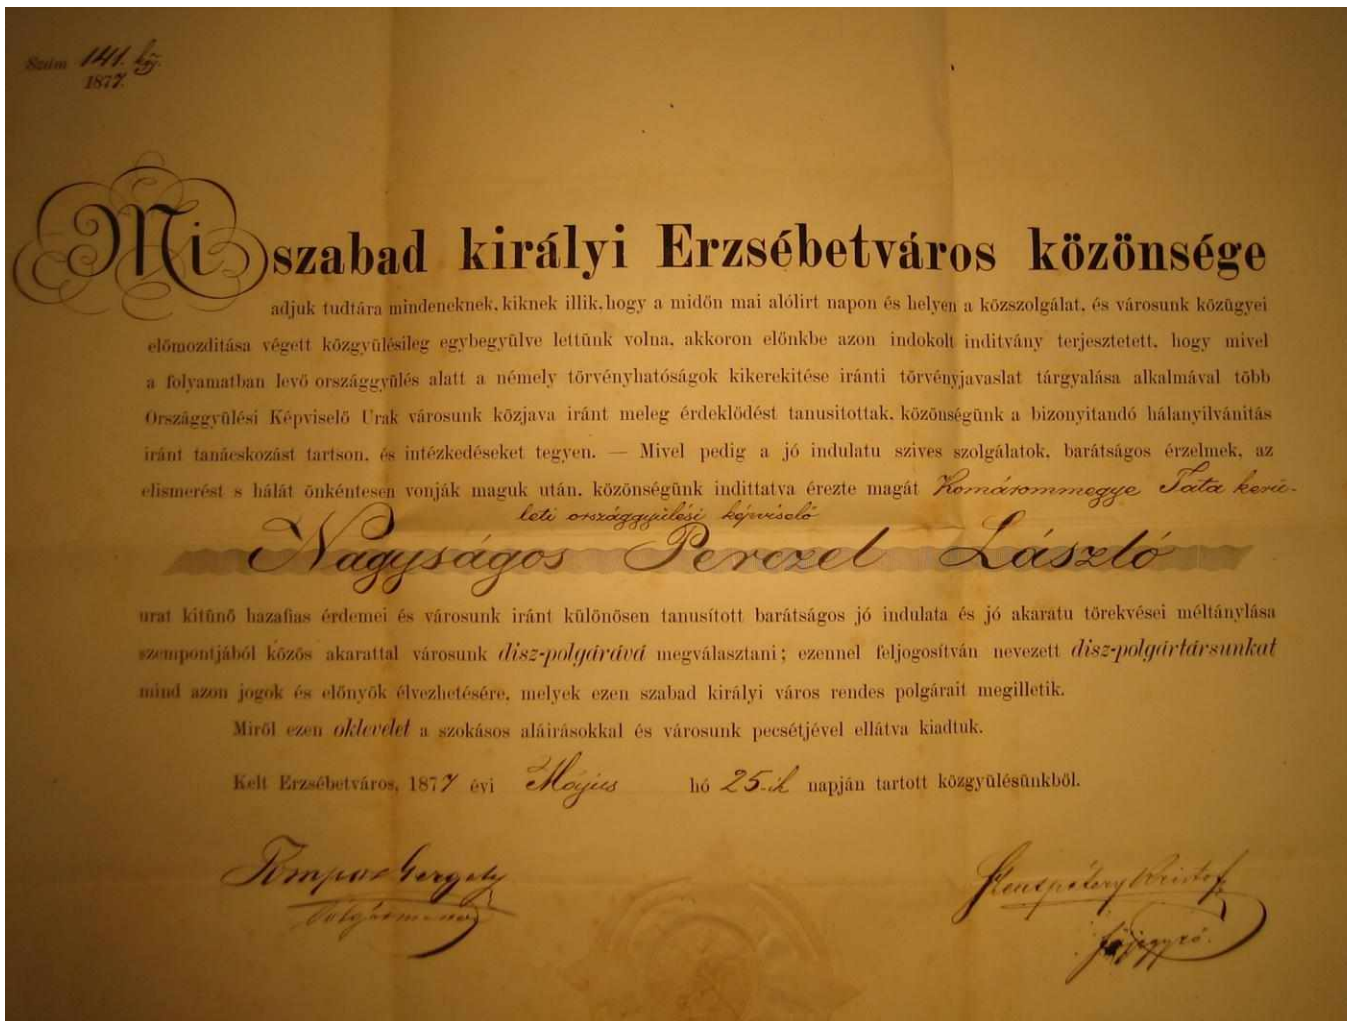 Szám 141. kgy.
1877.
Mi szabad királyi Erzsébetváros közönsége
adjuk tudtára mindeneknek, kiknek illik, hogy a midőn mai alólirt napon és helyen a közszolgálat, és városunk közügyei
előmozditása végett közgyülésileg egybegyülve lettünk volna, akkoron előnkbe azon indokolt inditvány terjesztetett, hogy mivel
a folyamatban levő országgyülés alatt a némely törvényhatóságok kikerekitése iránti törvényjavaslat tárgyalása alkalmával több
Országgyülési Képviselő Urak városunk közjava iránt meleg érdeklődést tanusitottak, közönségünk a bizonyitandó hálanyilvánitás
iránt tanácskozást tartson, és intézkedéseket tegyen. — Mivel pedig a jó indulatu szives szolgálatok, barátságos érzelmek, az
elismerést s hálát önkéntesen vonják maguk után, közönségünk indittatva érezte magát Komárommegye Tata kerü-
leti országgyülési képviselő
Nagyságos Perczel László
urat kitünő hazafias érdemei és városunk iránt különösen tanusított barátságos jó indulata és jó akaratu törekvései méltánylása
szempontjából közös akarattal városunk disz-polgárává megválasztani; ezennel feljogosítván nevezett disz-polgártársunkat
mind azon jogok és előnyök élvezhetésére, melyek ezen szabad királyi város rendes polgárait megilletik.
Miről ezen oklevelet a szokásos aláirásokkal és városunk pecsétjével ellátva kiadtuk.
Kelt Erzsébetváros, 1877 évi Május hó 25-ik napján tartott közgyülésünkből.
Gergely
polgármester
Szentpétery Kristof
főjegyző.